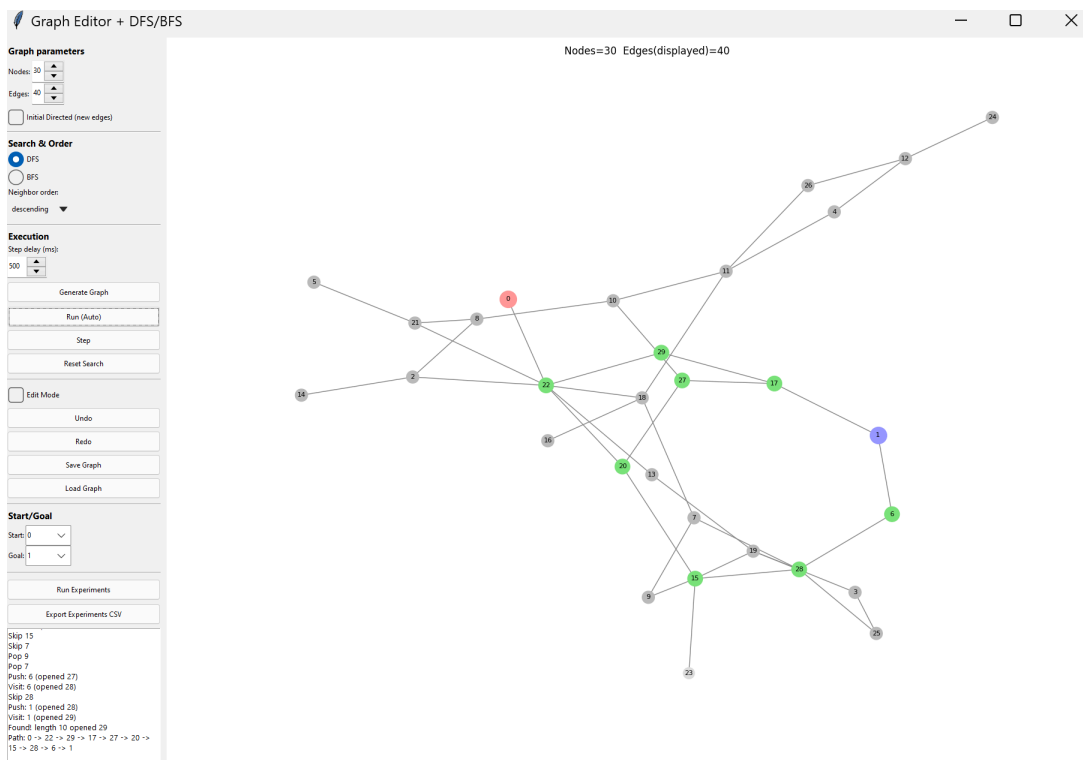 Graph Editor + DFS/BFS
Graph parameters
Nodes: 30
Edges: 40
Initial Directed (new edges)
Search & Order
DFS
BFS
Neighbor order:
descending
Execution
Step delay (ms):
500
Generate Graph
Run (Auto)
Step
Reset Search
Edit Mode
Undo
Redo
Save Graph
Load Graph
Start/Goal
Start: 0
Goal: 1
Run Experiments
Export Experiments CSV
Skip 15
Skip 7
Pop 9
Pop 7
Push: 6 (opened 27)
Visit: 6 (opened 28)
Skip 28
Push: 1 (opened 28)
Visit: 1 (opened 29)
Found! length 10 opened 29
Path: 0 -> 22 -> 29 -> 17 -> 27 -> 20 ->
15 -> 28 -> 6 -> 1
Nodes=30 Edges(displayed)=40
24
12
26
4
11
5
0
10
8
21
29
2
27
17
22
14
18
1
16
20
13
6
7
19
28
15
3
9
25
23